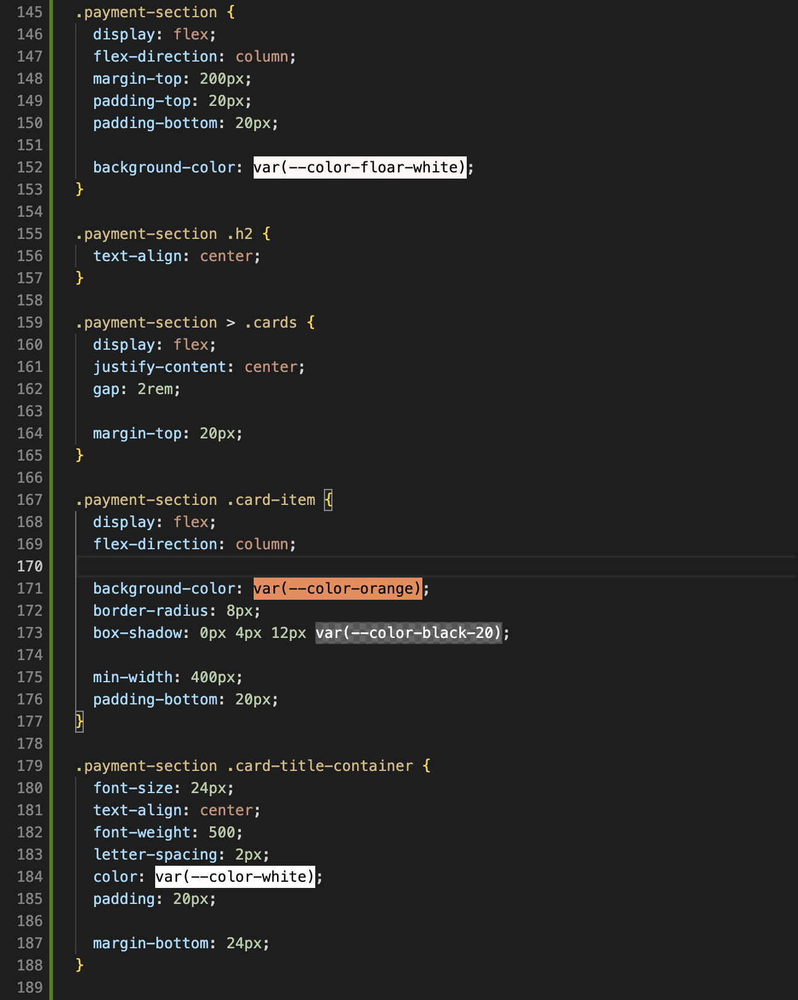 145 .payment-section {
146 display: flex;
147 flex-direction: column;
148 margin-top: 200px;
149 padding-top: 20px;
150 padding-bottom: 20px;
151
152 background-color: var(--color-floar-white);
153 }
154
155 .payment-section .h2 {
156 text-align: center;
157 }
158
159 .payment-section > .cards {
160 display: flex;
161 justify-content: center;
162 gap: 2rem;
163
164 margin-top: 20px;
165 }
166
167 .payment-section .card-item {
168 display: flex;
169 flex-direction: column;
170
171 background-color: var(--color-orange);
172 border-radius: 8px;
173 box-shadow: 0px 4px 12px var(--color-black-20);
174
175 min-width: 400px;
176 padding-bottom: 20px;
177 }
178
179 .payment-section .card-title-container {
180 font-size: 24px;
181 text-align: center;
182 font-weight: 500;
183 letter-spacing: 2px;
184 color: var(--color-white);
185 padding: 20px;
186
187 margin-bottom: 24px;
188 }
189